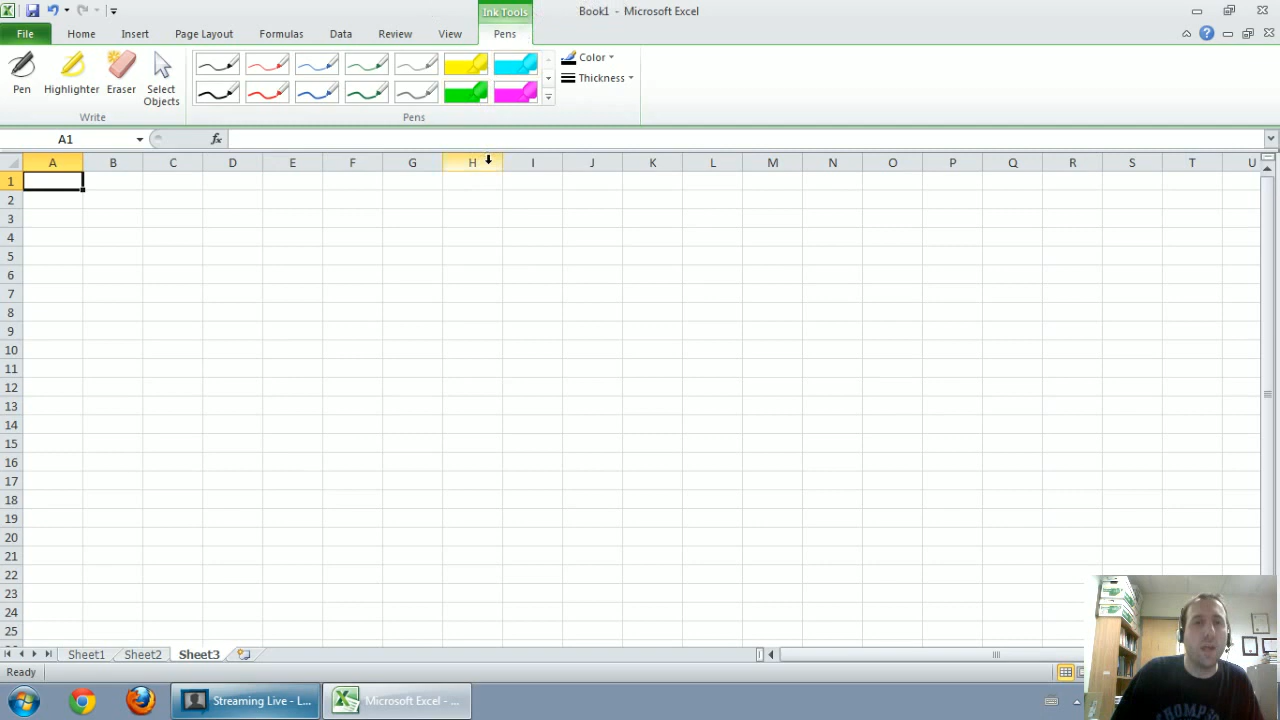 Ink Tools
Book1 - Microsoft Excel
File Home Insert Page Layout Formulas Data Review View Pens
Pen Highlighter Eraser Select Objects
Color
Thickness
Write Pens
A1 fx
A B C D E F G H I J K L M N O P Q R S T U
1
2
3
4
5
6
7
8
9
10
11
12
13
14
15
16
17
18
19
20
21
22
23
24
25
Sheet1 Sheet2 Sheet3
Ready
Streaming Live - L... Microsoft Excel - ...